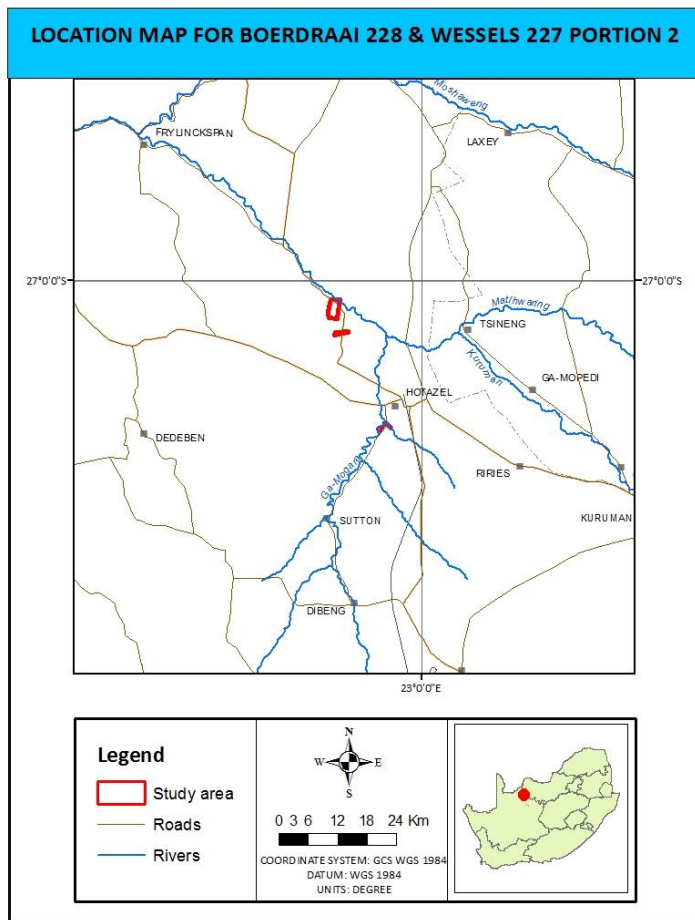 LOCATION MAP FOR BOERDRAAI 228 & WESSELS 227 PORTION 2
Moshaweng
FRYLINCKSPAN
LAXEY
27°0'0"S
27°0'0"S
Mathwaring
TSINENG
Kuruman
GA-MOPEDI
HOTAZEL
DEDEBEN
Ga-Mogara
RIRIES
SUTTON
KURUMAN
DIBENG
23°0'0"E
Legend
Study area
Roads
Rivers
N
W E
S
0 3 6 12 18 24 Km
COORDINATE SYSTEM: GCS WGS 1984
DATUM: WGS 1984
UNITS: DEGREE